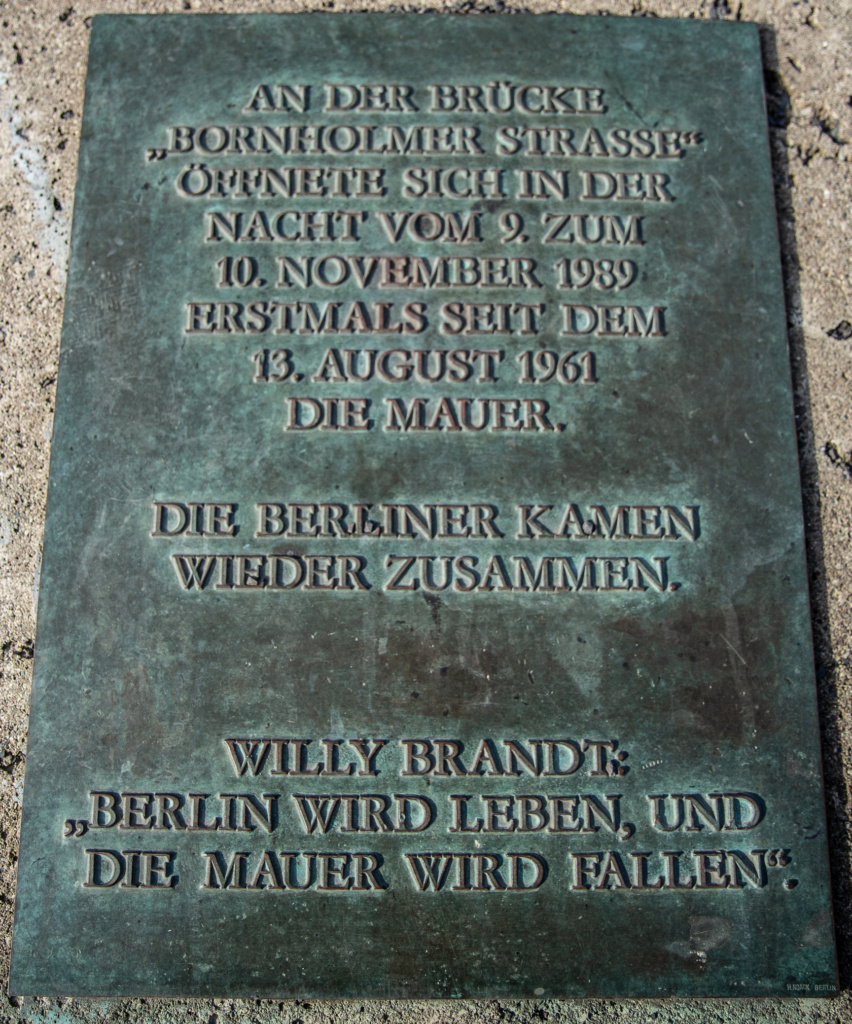 AN DER BRÜCKE
„BORNHOLMER STRASSE“
ÖFFNETE SICH IN DER
NACHT VOM 9. ZUM
10. NOVEMBER 1989
ERSTMALS SEIT DEM
13. AUGUST 1961
DIE MAUER.
DIE BERLINER KAMEN
WIEDER ZUSAMMEN.
WILLY BRANDT:
„BERLIN WIRD LEBEN, UND
DIE MAUER WIRD FALLEN“.
BERLIN